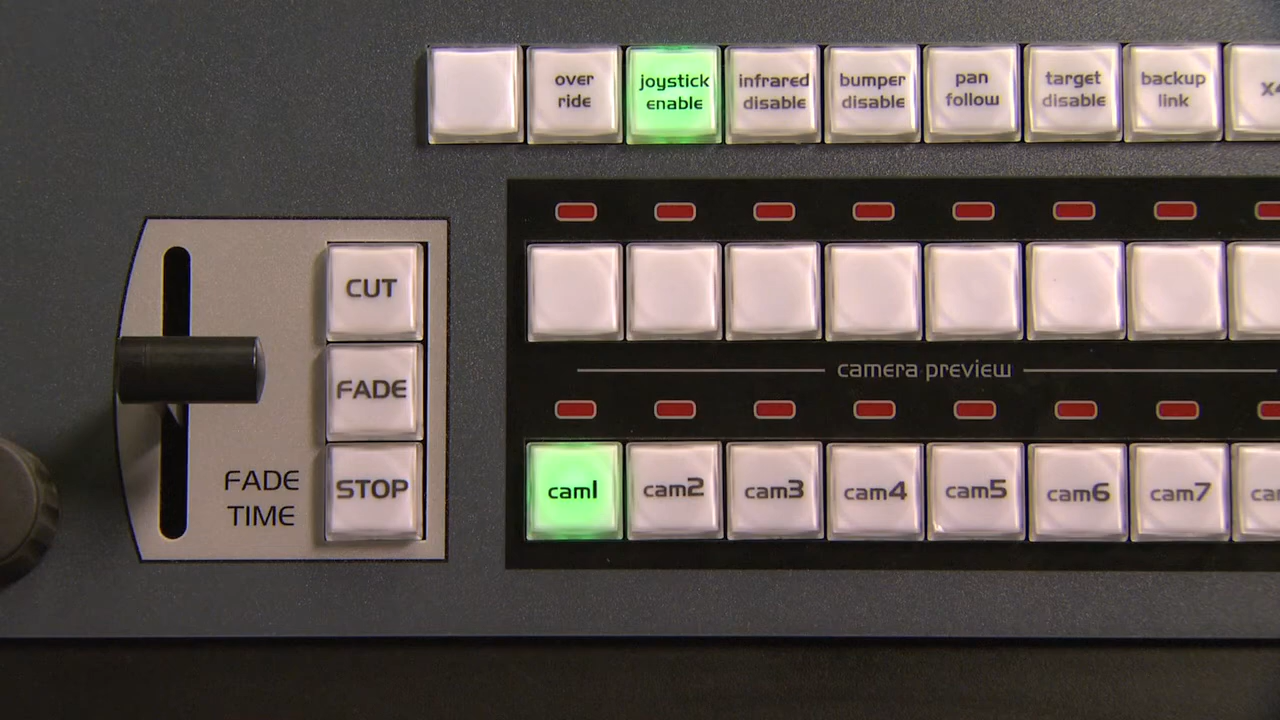 over ride
joystick enable
infrared disable
bumper disable
pan follow
target disable
backup link
CUT
FADE
STOP
FADE
TIME
camera preview
cam1
cam2
cam3
cam4
cam5
cam6
cam7